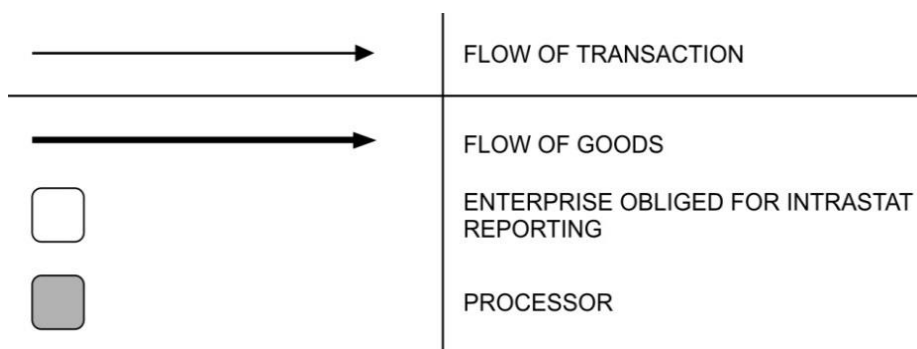 FLOW OF TRANSACTION
FLOW OF GOODS
ENTERPRISE OBLIGED FOR INTRASTAT
REPORTING
PROCESSOR